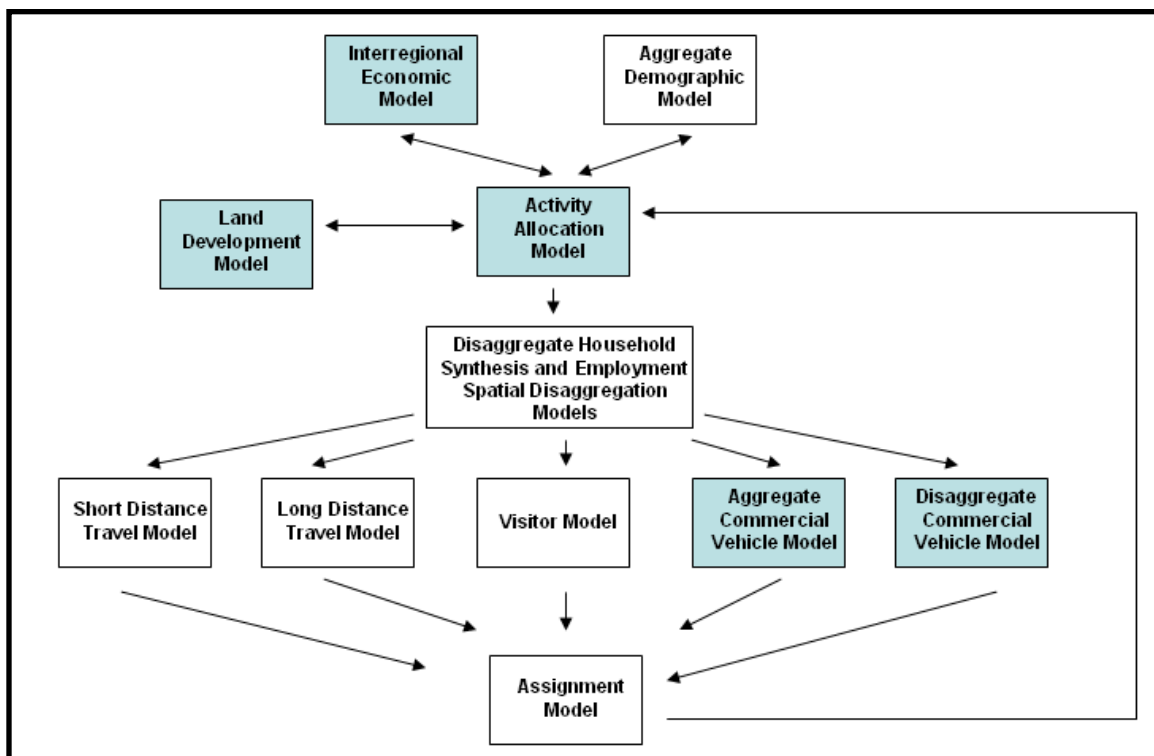 Interregional
Economic
Model
Aggregate
Demographic
Model
Land
Development
Model
Activity
Allocation
Model
Disaggregate Household
Synthesis and Employment
Spatial Disaggregation
Models
Short Distance
Travel Model
Long Distance
Travel Model
Visitor Model
Aggregate
Commercial
Vehicle Model
Disaggregate
Commercial
Vehicle Model
Assignment
Model